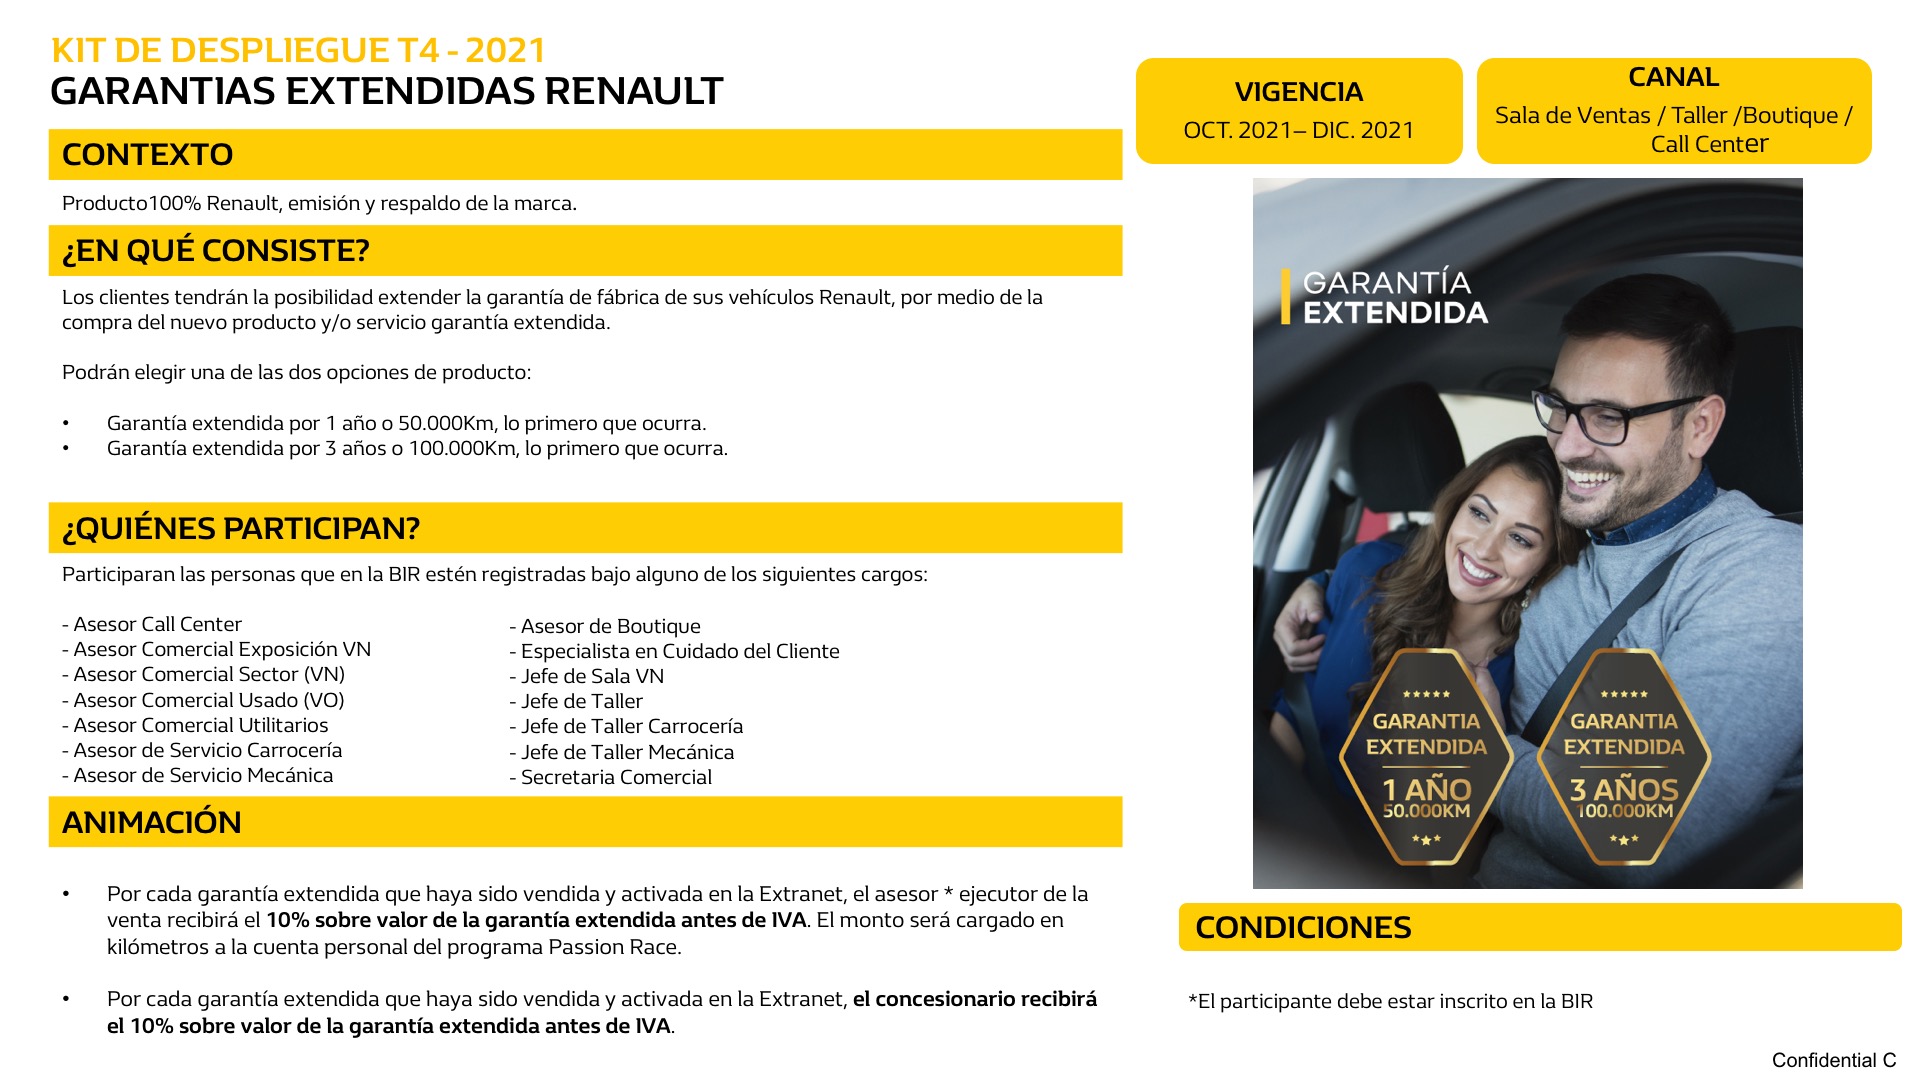 KIT DE DESPLIEGUE T4 - 2021
GARANTIAS EXTENDIDAS RENAULT
VIGENCIA
OCT. 2021– DIC. 2021
CANAL
Sala de Ventas / Taller /Boutique /
Call Center
CONTEXTO
Producto100% Renault, emisión y respaldo de la marca.
¿EN QUÉ CONSISTE?
Los clientes tendrán la posibilidad extender la garantía de fábrica de sus vehículos Renault, por medio de la
compra del nuevo producto y/o servicio garantía extendida.
Podrán elegir una de las dos opciones de producto:
• Garantía extendida por 1 año o 50.000Km, lo primero que ocurra.
• Garantía extendida por 3 años o 100.000Km, lo primero que ocurra.
¿QUIÉNES PARTICIPAN?
Participaran las personas que en la BIR estén registradas bajo alguno de los siguientes cargos:
- Asesor Call Center
- Asesor Comercial Exposición VN
- Asesor Comercial Sector (VN)
- Asesor Comercial Usado (VO)
- Asesor Comercial Utilitarios
- Asesor de Servicio Carrocería
- Asesor de Servicio Mecánica
- Asesor de Boutique
- Especialista en Cuidado del Cliente
- Jefe de Sala VN
- Jefe de Taller
- Jefe de Taller Carrocería
- Jefe de Taller Mecánica
- Secretaria Comercial
ANIMACIÓN
• Por cada garantía extendida que haya sido vendida y activada en la Extranet, el asesor * ejecutor de la
venta recibirá el 10% sobre valor de la garantía extendida antes de IVA. El monto será cargado en
kilómetros a la cuenta personal del programa Passion Race.
• Por cada garantía extendida que haya sido vendida y activada en la Extranet, el concesionario recibirá
el 10% sobre valor de la garantía extendida antes de IVA.
GARANTÍA
EXTENDIDA
GARANTIA
EXTENDIDA
1 AÑO
50.000KM
GARANTIA
EXTENDIDA
3 AÑOS
100.000KM
CONDICIONES
*El participante debe estar inscrito en la BIR
Confidential C